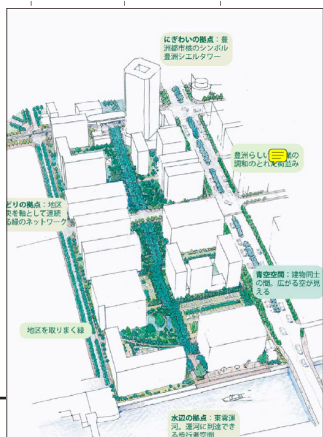 にぎわいの拠点：豊
洲都市核のシンボル
豊洲シエルタワー
豊洲らしい
調和のとれた街並み
どりの拠点：地区
央を軸として連続
る緑のネットワーク
青空空間：建物同士
の間、広がる空が見
える
地区を取りまく緑
水辺の拠点：東雲運
河。運河に到達でき
る歩行者空間